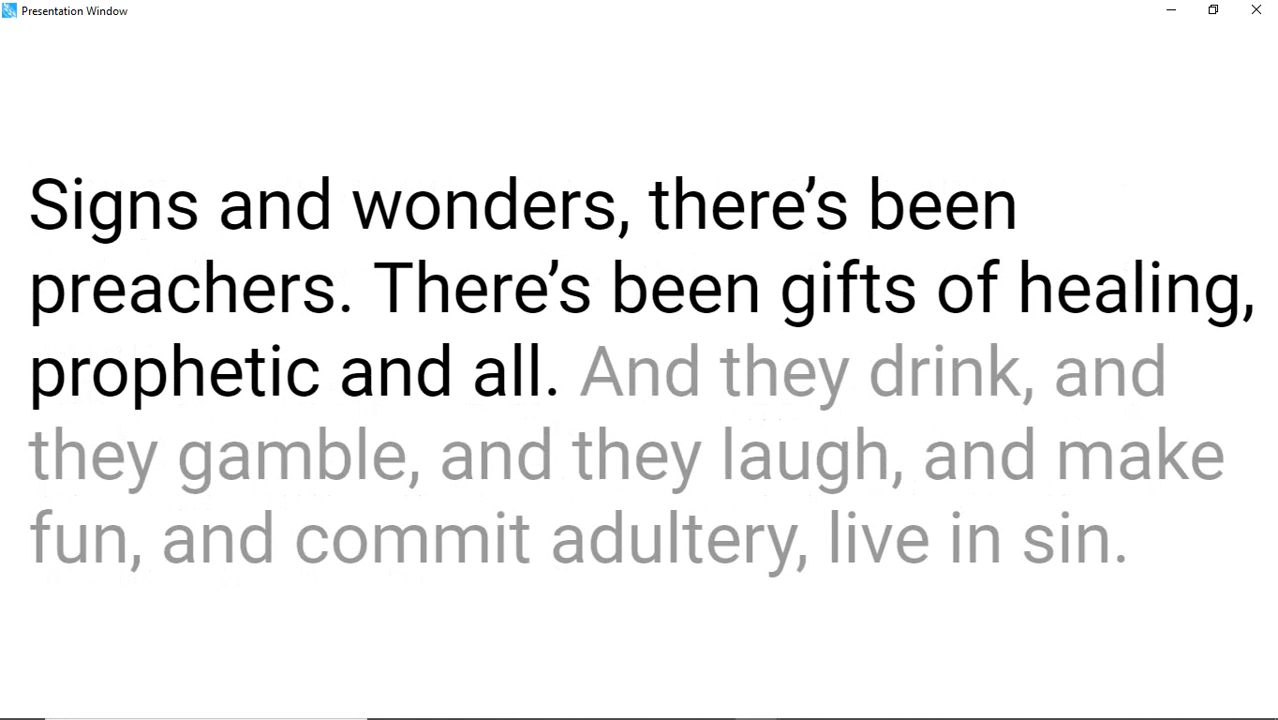 Presentation Window
Signs and wonders, there’s been
preachers. There’s been gifts of healing,
prophetic and all. And they drink, and
they gamble, and they laugh, and make
fun, and commit adultery, live in sin.